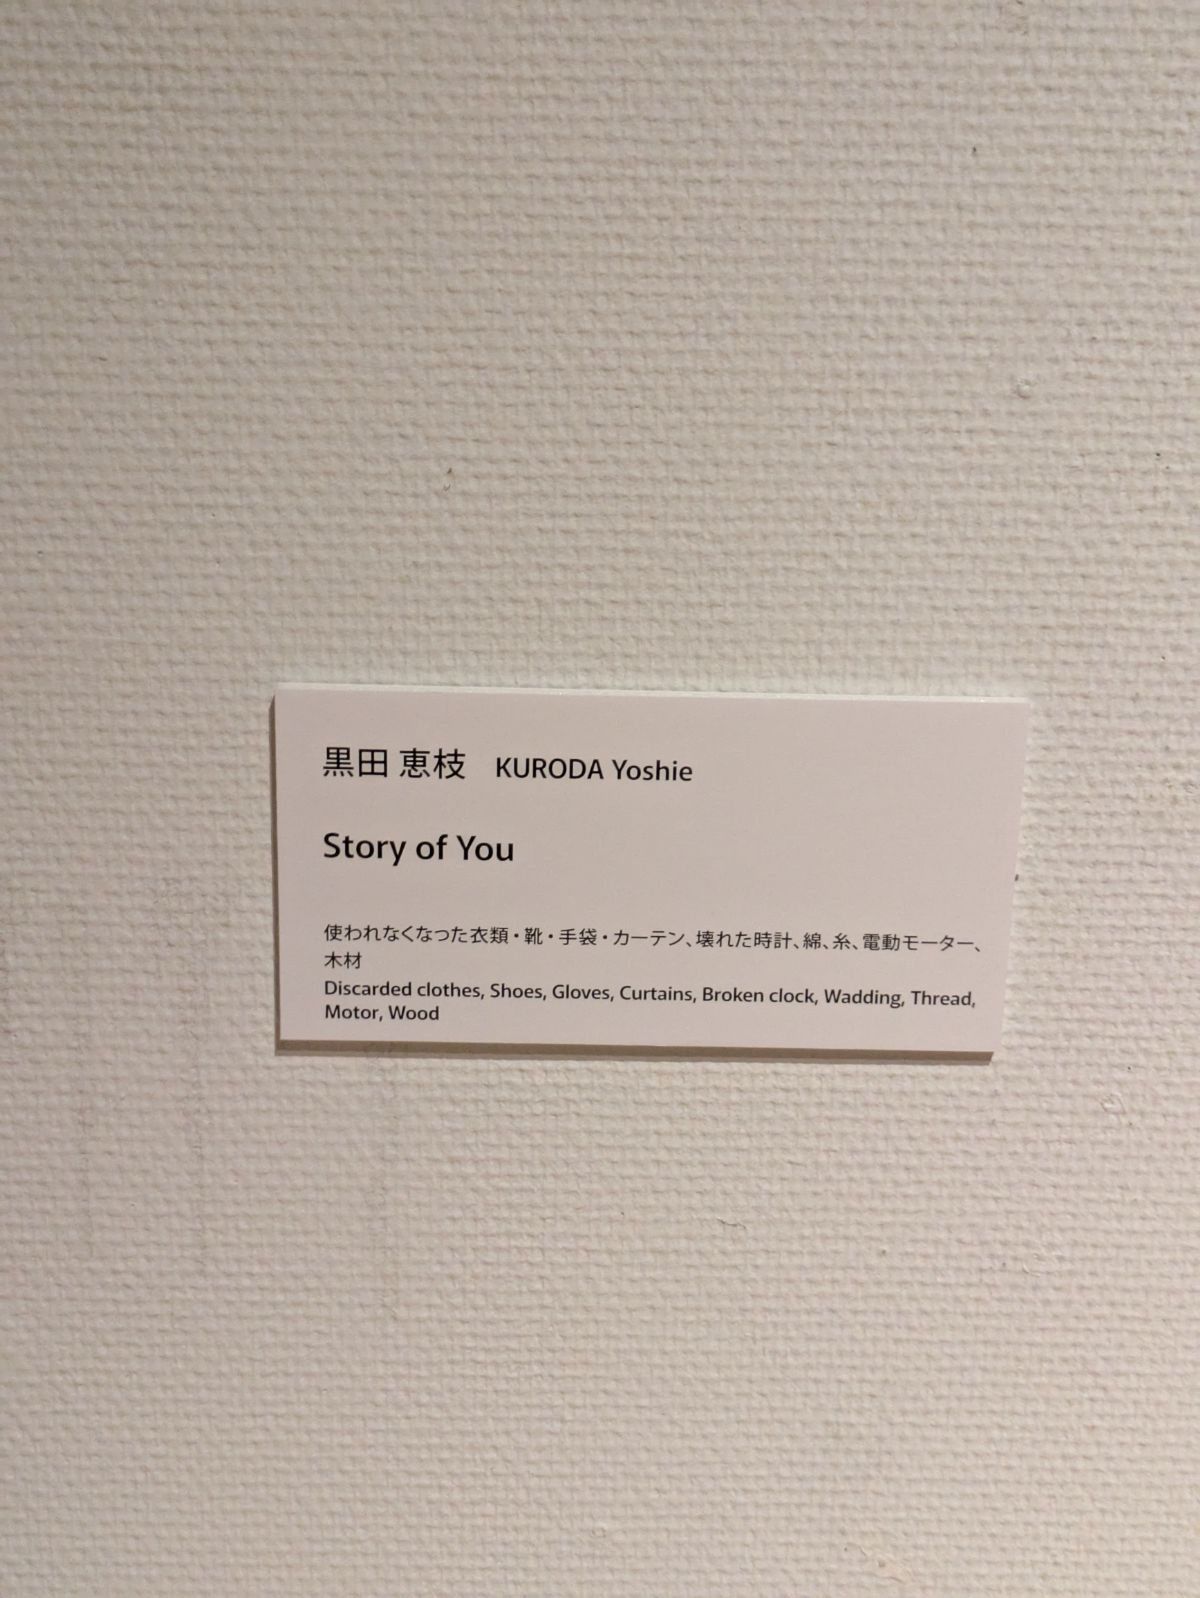 黒田 恵枝　KURODA Yoshie
Story of You
使われなくなった衣類・靴・手袋・カーテン、壊れた時計、綿、糸、電動モーター、
木材
Discarded clothes, Shoes, Gloves, Curtains, Broken clock, Wadding, Thread,
Motor, Wood